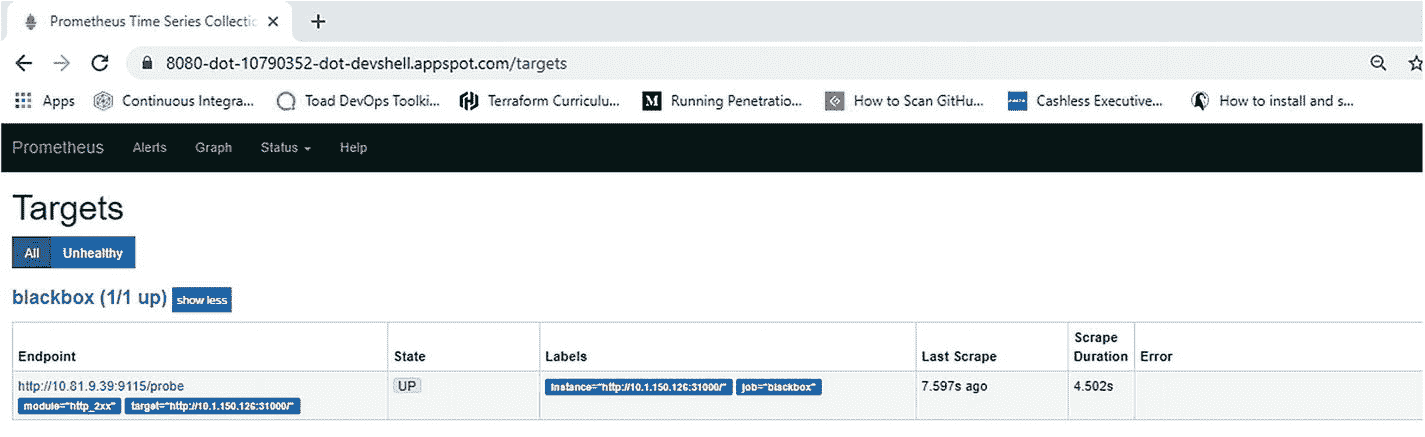 Prometheus Time Series Collectio
8080-dot-10790352-dot-devshell.appspot.com/targets
Apps Continuous Integra... Toad DevOps Toolki... Terraform Curriculu... M Running Penetratio... How to Scan GitHu... Cashless Executive... How to install and s...
Prometheus Alerts Graph Status Help
Targets
All Unhealthy
blackbox (1/1 up) show less
Endpoint State Labels Last Scrape Scrape Duration Error
http://10.81.9.39:9115/probe UP instance="http://10.1.150.126:31000/" job="blackbox" 7.597s ago 4.502s
module="http_2xx" target="http://10.1.150.126:31000/"